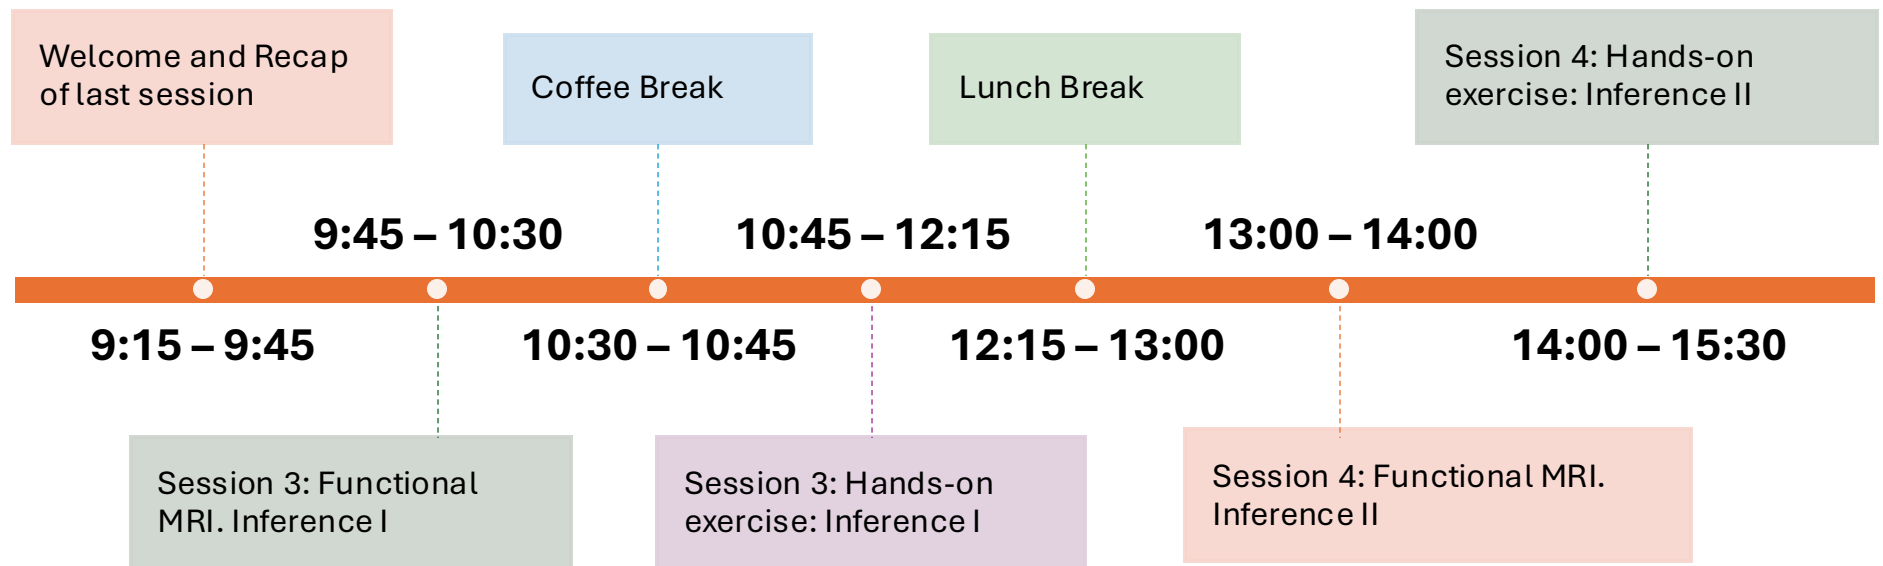 Welcome and Recap
of last session
Coffee Break
Lunch Break
Session 4: Hands-on
exercise: Inference II
9:45 – 10:30
10:45 – 12:15
13:00 – 14:00
9:15 – 9:45
10:30 – 10:45
12:15 – 13:00
14:00 – 15:30
Session 3: Functional
MRI. Inference I
Session 3: Hands-on
exercise: Inference I
Session 4: Functional MRI.
Inference II